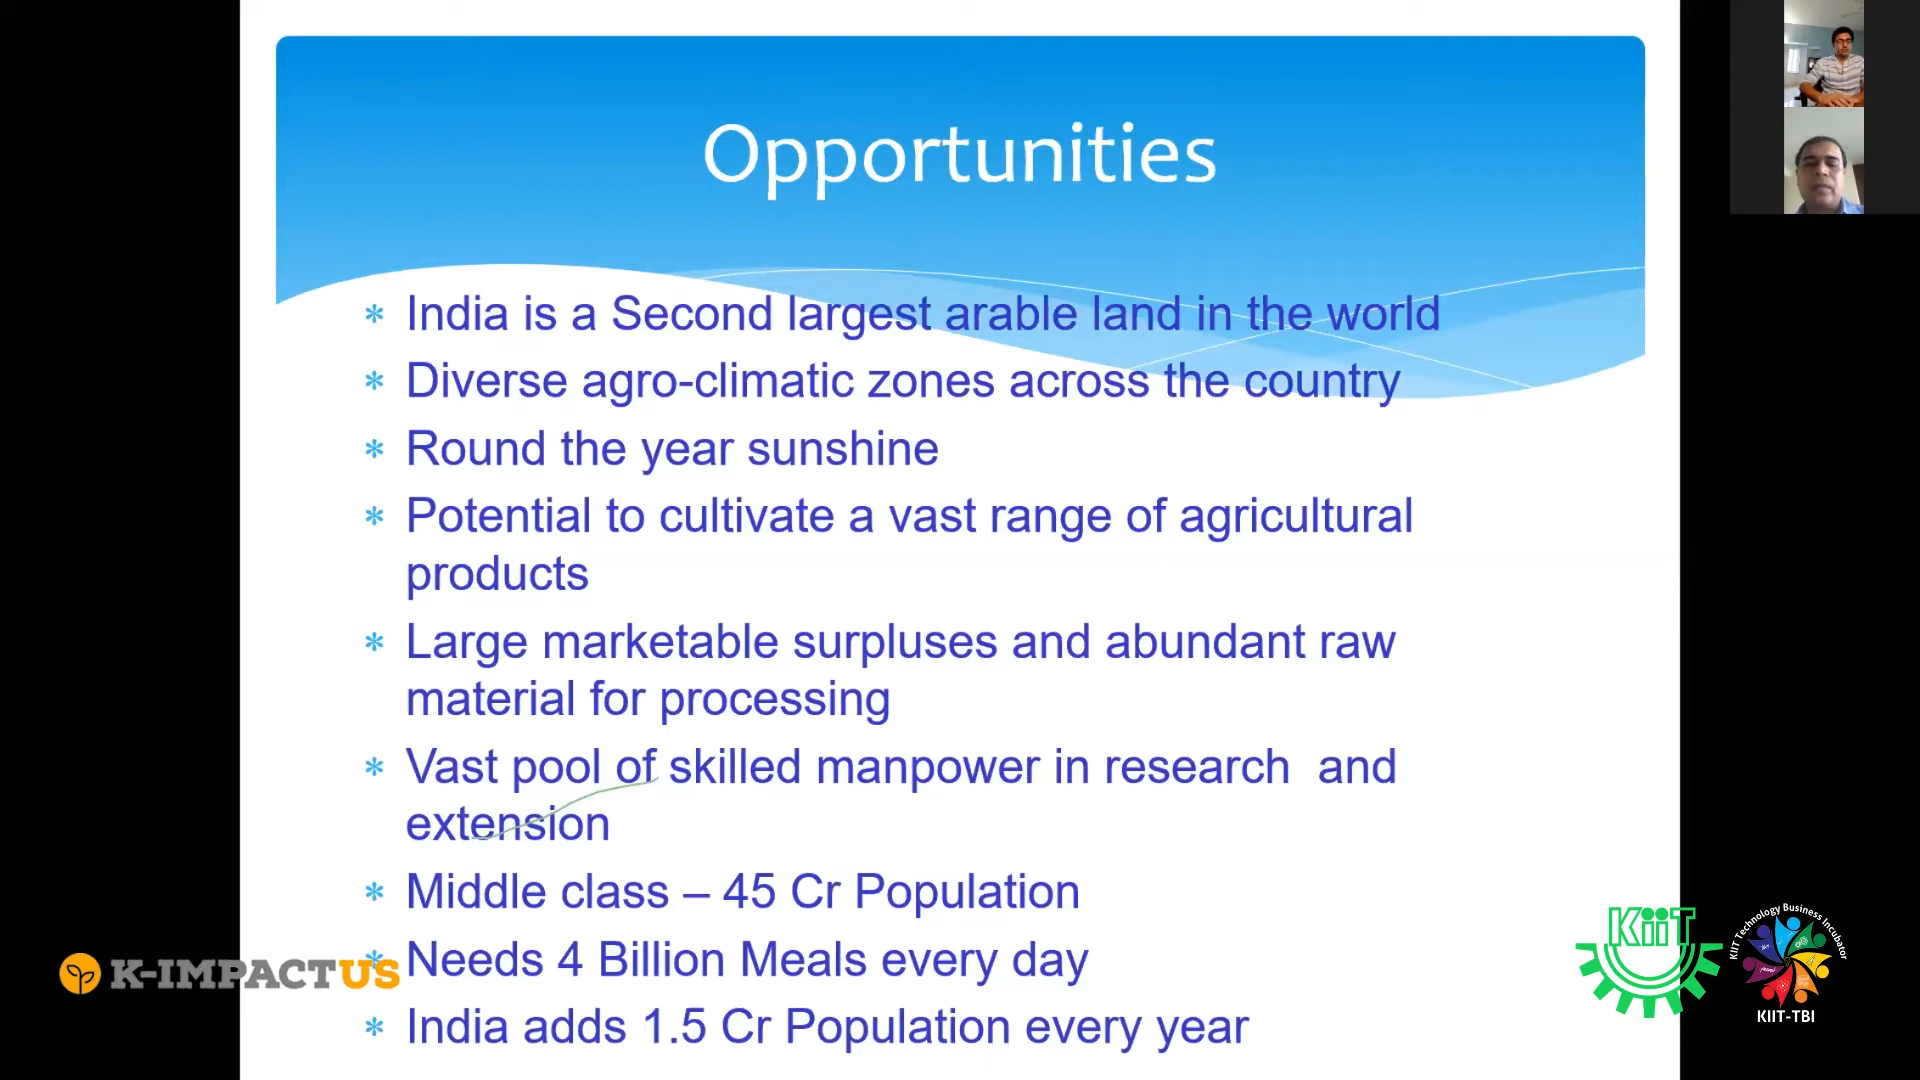 Opportunities
India is a Second largest arable land in the world
Diverse agro-climatic zones across the country
Round the year sunshine
Potential to cultivate a vast range of agricultural
products
Large marketable surpluses and abundant raw
material for processing
Vast pool of skilled manpower in research and
extension
Middle class – 45 Cr Population
Needs 4 Billion Meals every day
India adds 1.5 Cr Population every year
K-IMPACTUS
KiiT
KIIT Technology Business Incubator
KIIT-TBI